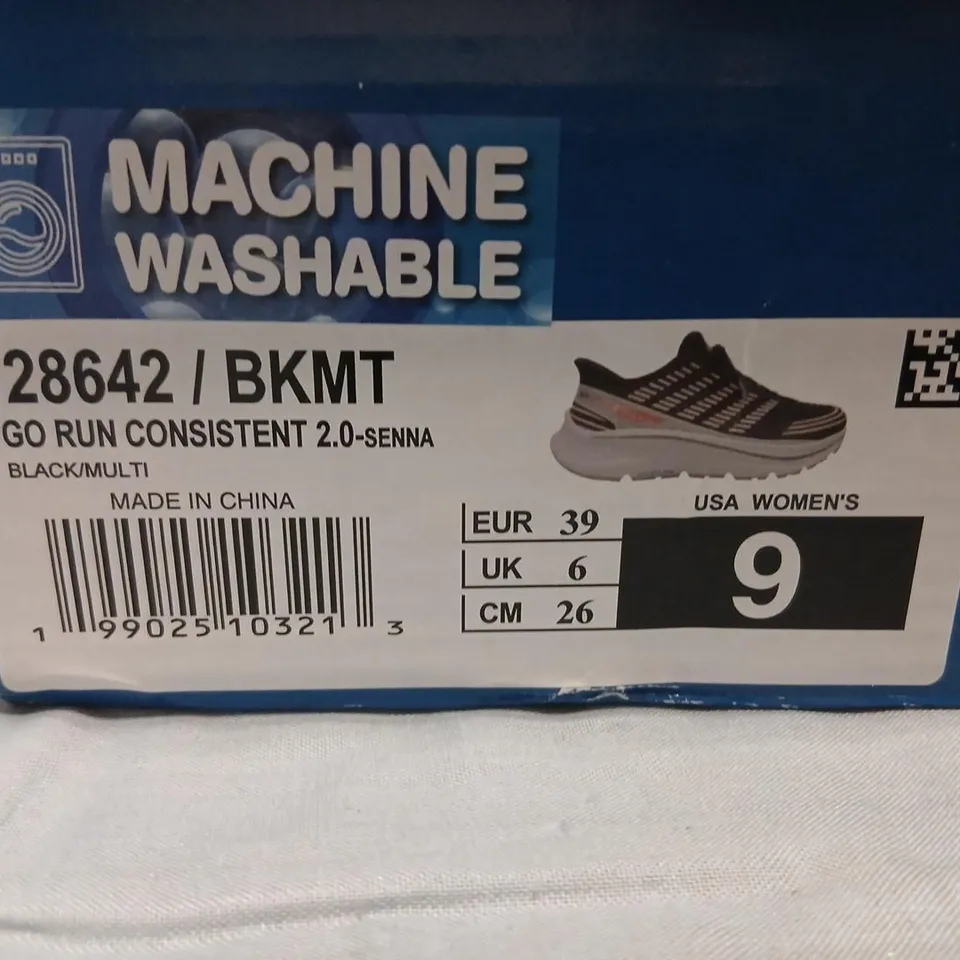 MACHINE
WASHABLE
28642 / BKMT
GO RUN CONSISTENT 2.0-SENNA
BLACK/MULTI
MADE IN CHINA
1 99025 10321 3
EUR 39
UK 6
CM 26
USA WOMEN'S
9